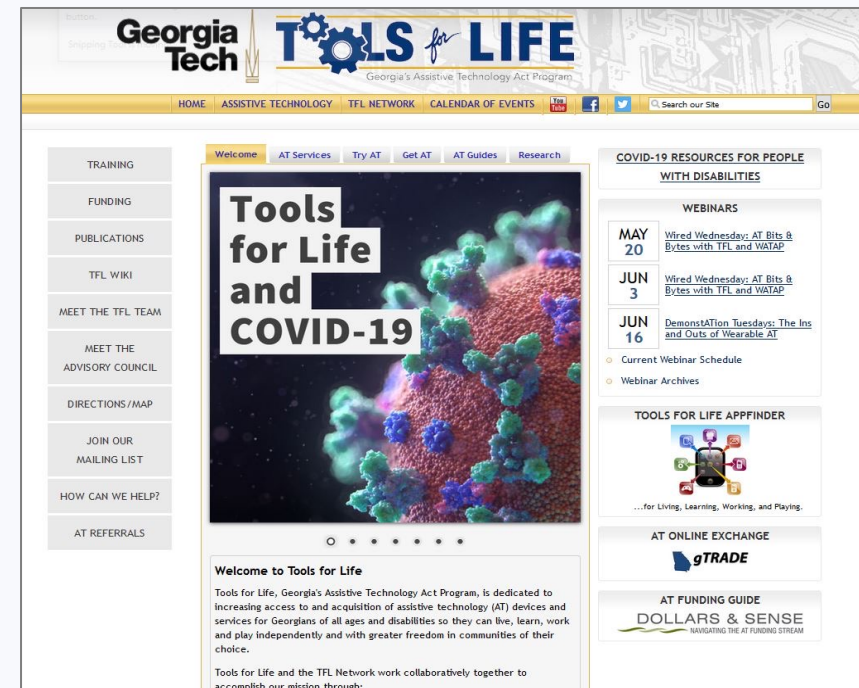 button.
Georgia
Tech
TOOLS for LIFE
Georgia's Assistive Technology Act Program
HOME ASSISTIVE TECHNOLOGY TFL NETWORK CALENDAR OF EVENTS You Tube f Search our Site Go
TRAINING
FUNDING
PUBLICATIONS
TFL WIKI
MEET THE TFL TEAM
MEET THE
ADVISORY COUNCIL
DIRECTIONS/MAP
JOIN OUR
MAILING LIST
HOW CAN WE HELP?
AT REFERRALS
Welcome AT Services Try AT Get AT AT Guides Research
Tools
for Life
and
COVID-19
Welcome to Tools for Life
Tools for Life, Georgia's Assistive Technology Act Program, is dedicated to
increasing access to and acquisition of assistive technology (AT) devices and
services for Georgians of all ages and disabilities so they can live, learn, work
and play independently and with greater freedom in communities of their
choice.
Tools for Life and the TFL Network work collaboratively together to
accomplish our mission through:
COVID-19 RESOURCES FOR PEOPLE
WITH DISABILITIES
WEBINARS
MAY
20
Wired Wednesday: AT Bits &
Bytes with TFL and WATAP
JUN
3
Wired Wednesday: AT Bits &
Bytes with TFL and WATAP
JUN
16
DemonstATion Tuesdays: The Ins
and Outs of Wearable AT
Current Webinar Schedule
Webinar Archives
TOOLS FOR LIFE APPFINDER
...for Living, Learning, Working, and Playing.
AT ONLINE EXCHANGE
gTRADE
AT FUNDING GUIDE
DOLLARS & SENSE
NAVIGATING THE AT FUNDING STREAM